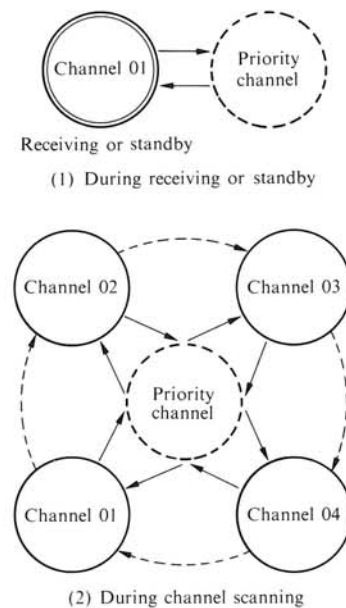 Channel 01
Priority
channel
Receiving or standby
(1) During receiving or standby
Channel 02
Channel 03
Priority
channel
Channel 01
Channel 04
(2) During channel scanning